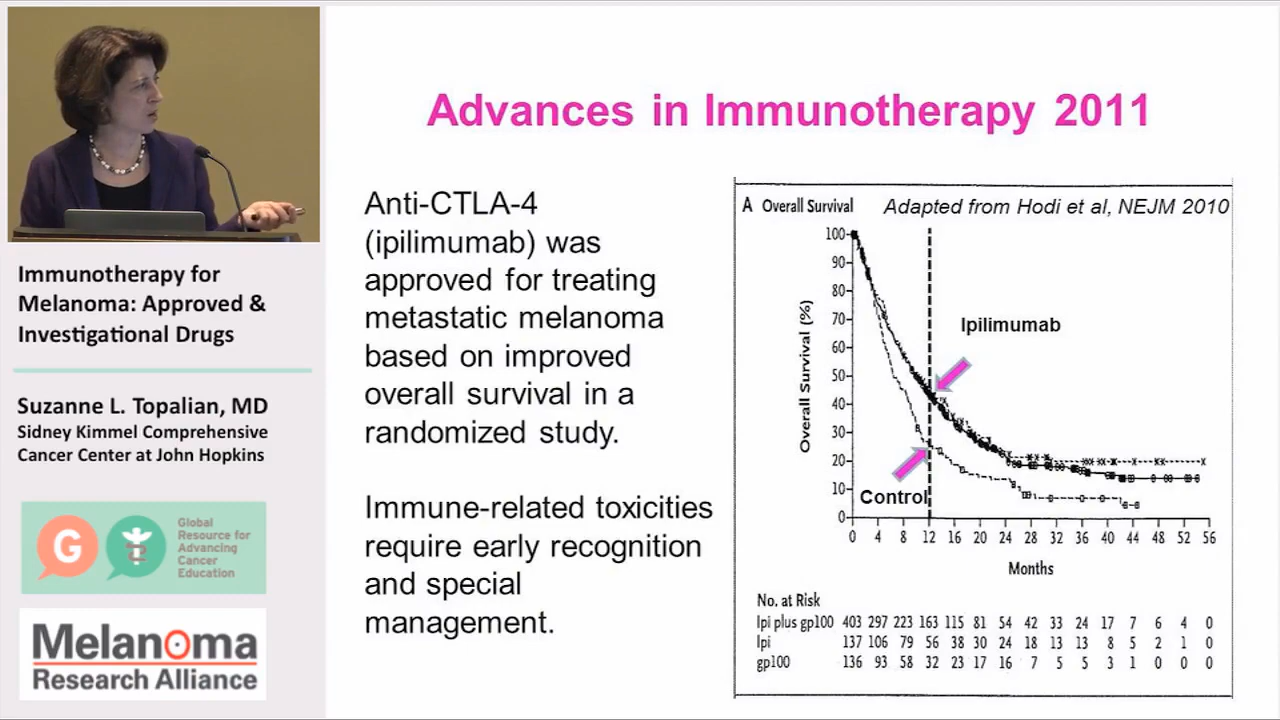 Advances in Immunotherapy 2011
Anti-CTLA-4
(ipilimumab) was
approved for treating
metastatic melanoma
based on improved
overall survival in a
randomized study.
Immune-related toxicities
require early recognition
and special
management.
A Overall Survival
Adapted from Hodi et al, NEJM 2010
Overall Survival (%)
100
90
80
70
60
50
40
30
20
10
0
Ipilimumab
Control
0 4 8 12 16 20 24 28 32 36 40 44 48 52 56
Months
No. at Risk
Ipi plus gp100 403 297 223 163 115 81 54 42 33 24 17 7 6 4 0
Ipi 137 106 79 56 38 30 24 18 13 13 8 5 2 1 0
gp100 136 93 58 32 23 17 16 7 5 5 3 1 0 0 0
Immunotherapy for
Melanoma: Approved &
Investigational Drugs
Suzanne L. Topalian, MD
Sidney Kimmel Comprehensive
Cancer Center at John Hopkins
G
Global
Resource for
Advancing
Cancer
Education
Melanoma
Research Alliance